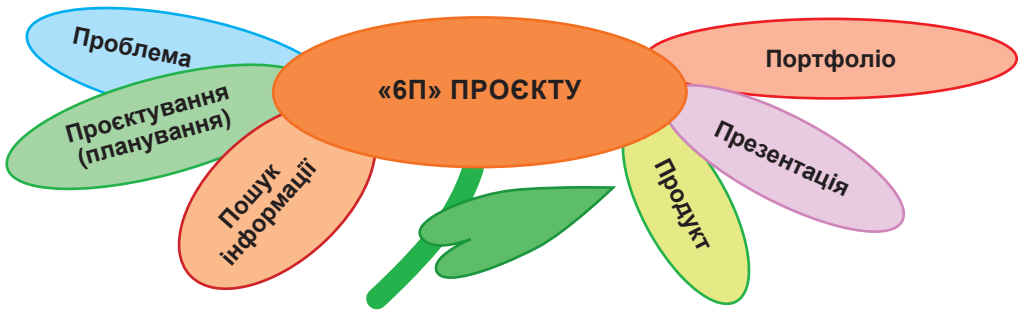 «6П» ПРОЄКТУ
Проблема
Проєктування
(планування)
Пошук
інформації
Продукт
Презентація
Портфоліо